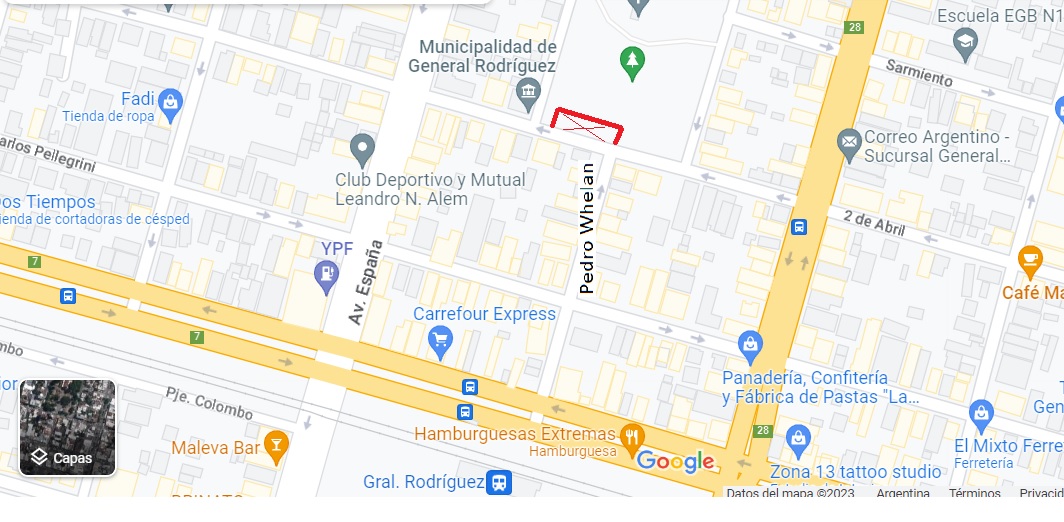 28
Escuela EGB N1
Municipalidad de
General Rodríguez
Sarmiento
Fadi
Tienda de ropa
Correo Argentino -
Sucursal General...
arlos Pellegrini
Club Deportivo y Mutual
Leandro N. Alem
Pedro Whelan
Dos Tiempos
ienda de cortadoras de césped
2 de Abril
YPF
Av. España
7
Café Ma
Carrefour Express
7
mbo
Panadería, Confitería
y Fábrica de Pastas "La...
Pje. Colombo
Gen
Capas
Maleva Bar
Hamburguesas Extremas
Hamburguesa
28
El Mixto Ferre
Ferretería
Google
Zona 13 tattoo studio
Gral. Rodríguez
Datos del mapa ©2023 Argentina Términos Privacid